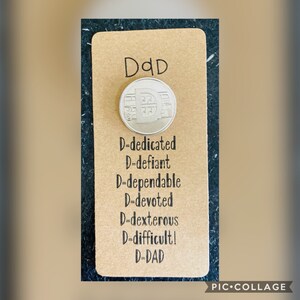 DaD
D-dedicated
D-defiant
D-dependable
D-devoted
D-dexterous
D-difficult!
D-DAD
PIC•COLLAGE